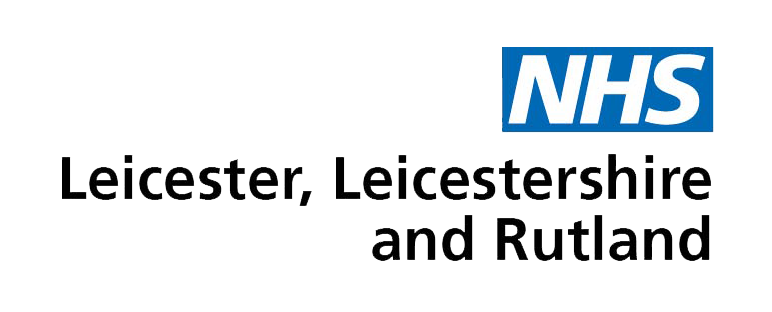 NHS
Leicester, Leicestershire
and Rutland